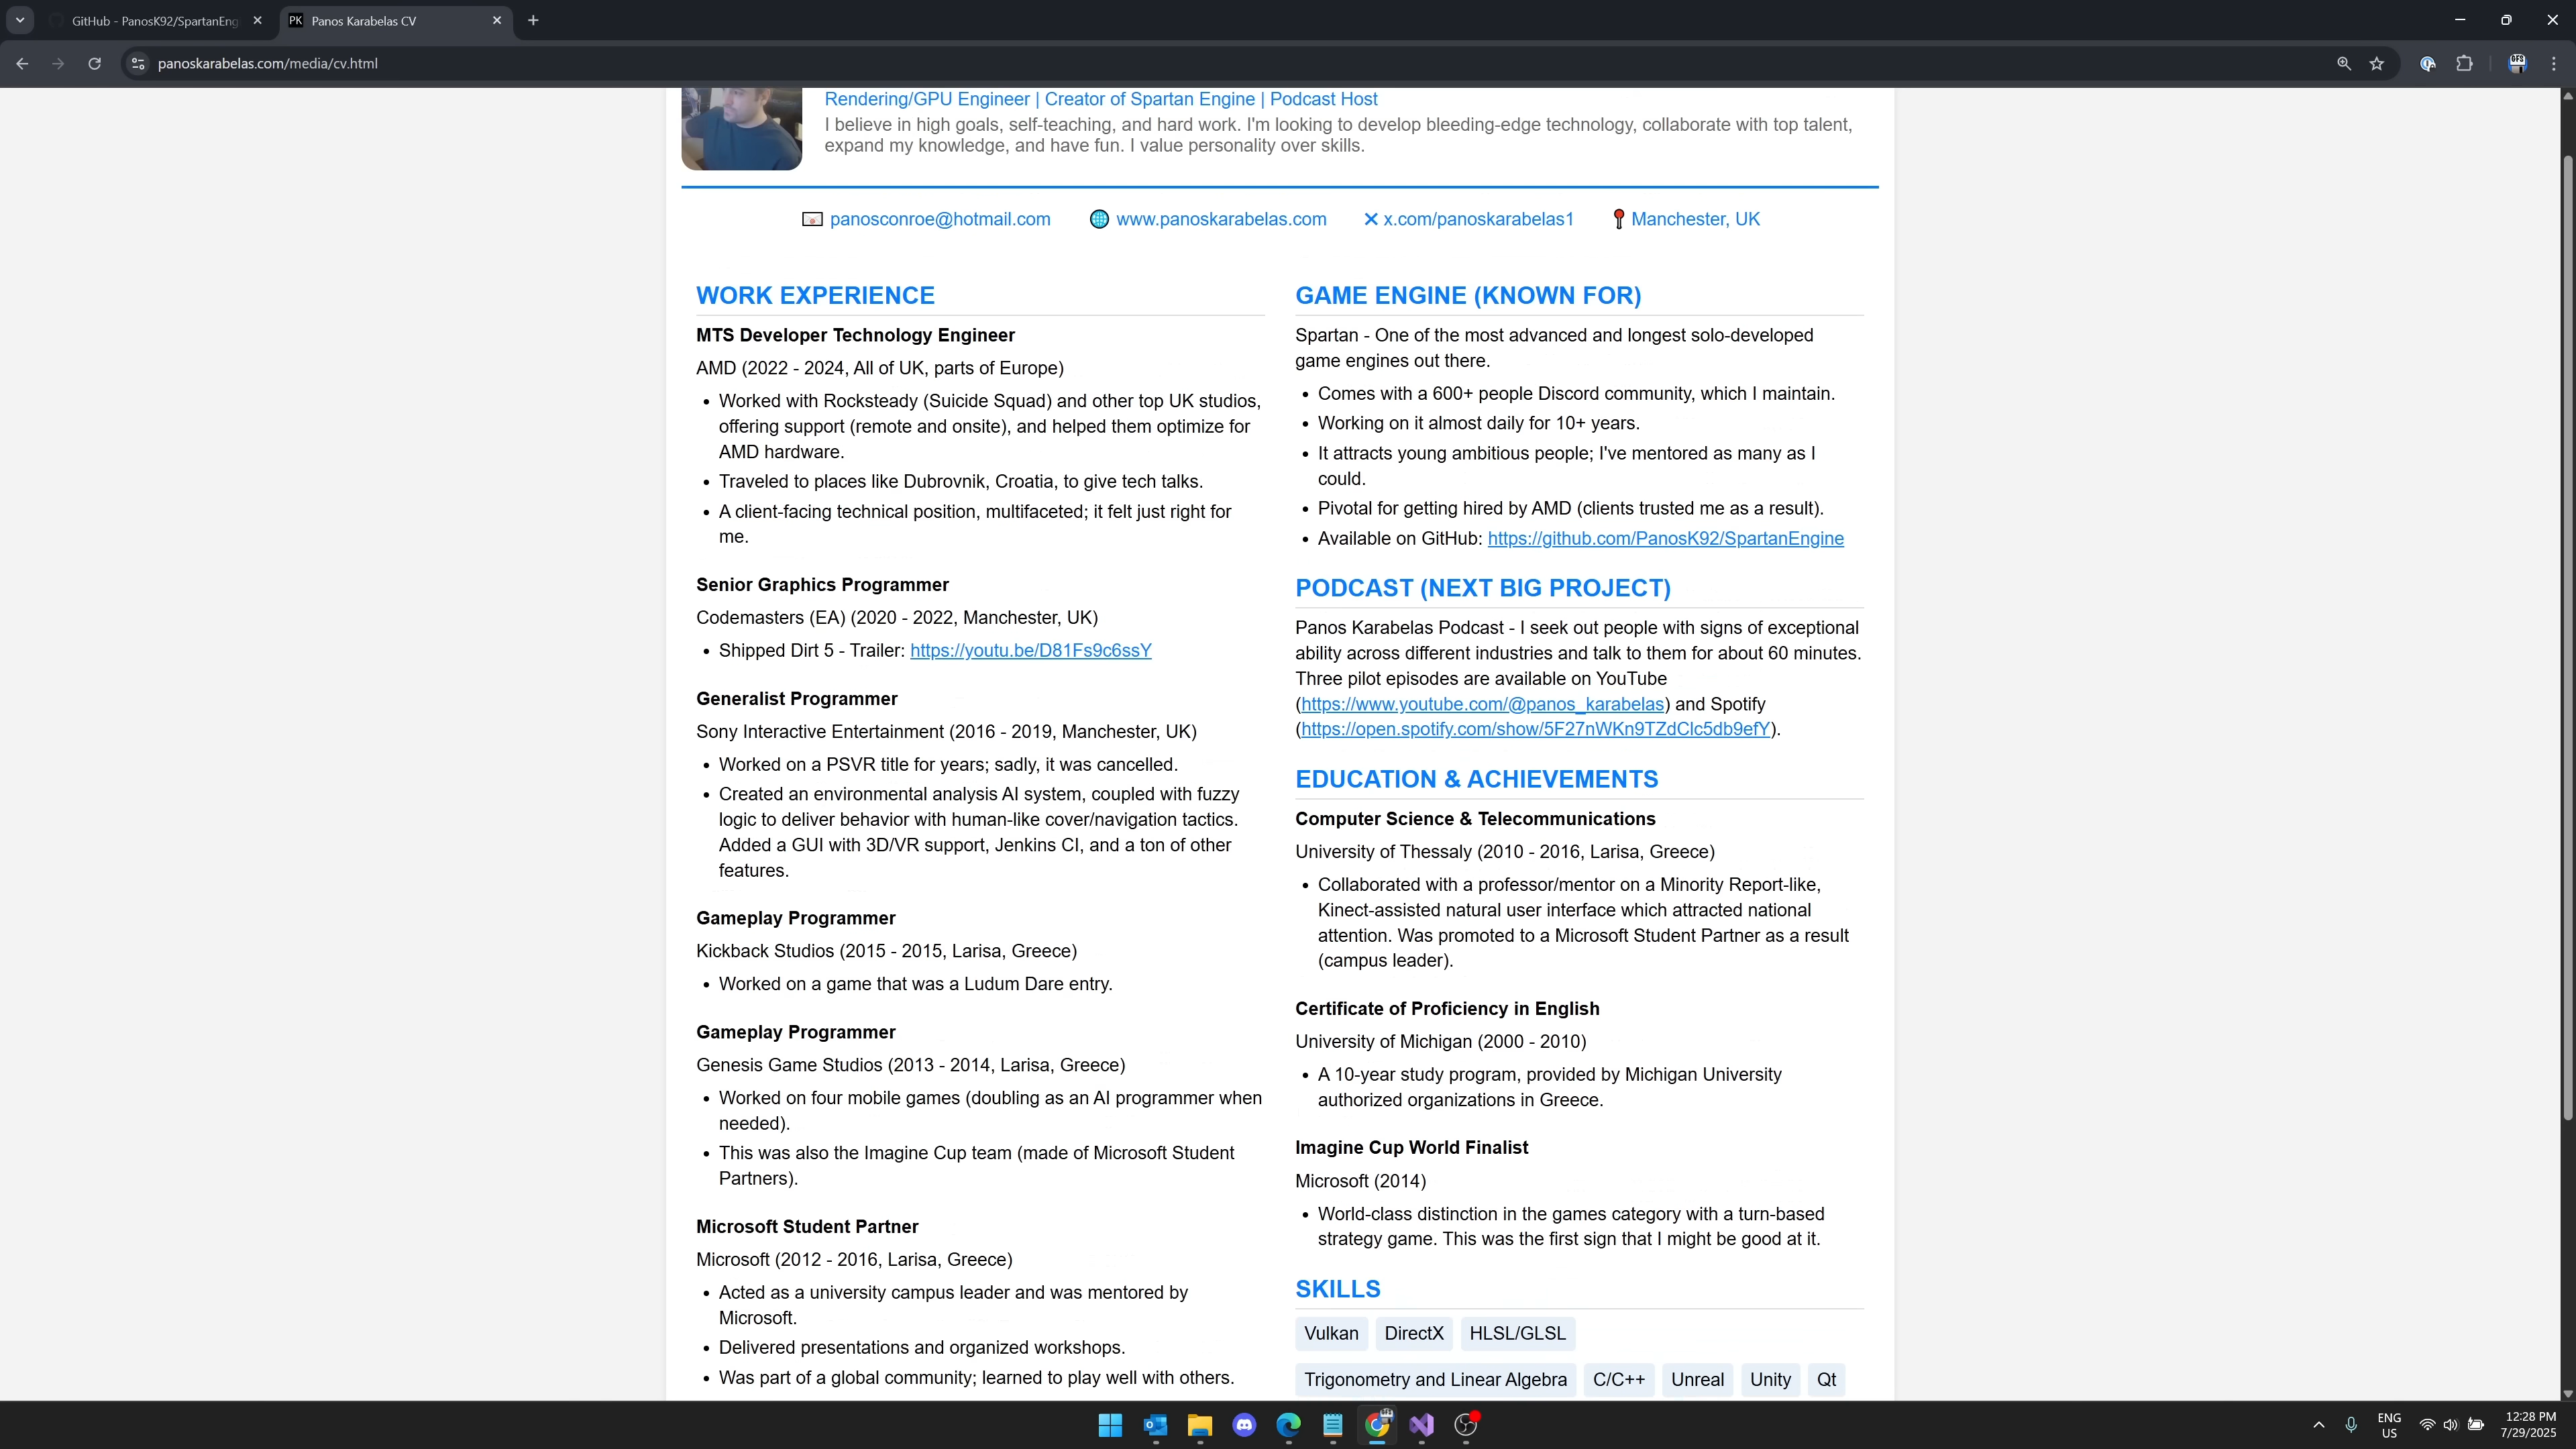 GitHub - PanosK92/SpartanEng
PK
Panos Karabelas CV
panoskarabelas.com/media/cv.html
Rendering/GPU Engineer | Creator of Spartan Engine | Podcast Host
I believe in high goals, self-teaching, and hard work. I'm looking to develop bleeding-edge technology, collaborate with top talent,
expand my knowledge, and have fun. I value personality over skills.
panosconroe@hotmail.com
www.panoskarabelas.com
x.com/panoskarabelas1
Manchester, UK
WORK EXPERIENCE
MTS Developer Technology Engineer
AMD (2022 - 2024, All of UK, parts of Europe)
• Worked with Rocksteady (Suicide Squad) and other top UK studios,
offering support (remote and onsite), and helped them optimize for
AMD hardware.
• Traveled to places like Dubrovnik, Croatia, to give tech talks.
• A client-facing technical position, multifaceted; it felt just right for
me.
Senior Graphics Programmer
Codemasters (EA) (2020 - 2022, Manchester, UK)
• Shipped Dirt 5 - Trailer: https://youtu.be/D81Fs9c6ssY
Generalist Programmer
Sony Interactive Entertainment (2016 - 2019, Manchester, UK)
• Worked on a PSVR title for years; sadly, it was cancelled.
• Created an environmental analysis AI system, coupled with fuzzy
logic to deliver behavior with human-like cover/navigation tactics.
Added a GUI with 3D/VR support, Jenkins CI, and a ton of other
features.
Gameplay Programmer
Kickback Studios (2015 - 2015, Larisa, Greece)
• Worked on a game that was a Ludum Dare entry.
Gameplay Programmer
Genesis Game Studios (2013 - 2014, Larisa, Greece)
• Worked on four mobile games (doubling as an AI programmer when
needed).
• This was also the Imagine Cup team (made of Microsoft Student
Partners).
Microsoft Student Partner
Microsoft (2012 - 2016, Larisa, Greece)
• Acted as a university campus leader and was mentored by
Microsoft.
• Delivered presentations and organized workshops.
• Was part of a global community; learned to play well with others.
GAME ENGINE (KNOWN FOR)
Spartan - One of the most advanced and longest solo-developed
game engines out there.
• Comes with a 600+ people Discord community, which I maintain.
• Working on it almost daily for 10+ years.
• It attracts young ambitious people; I've mentored as many as I
could.
• Pivotal for getting hired by AMD (clients trusted me as a result).
• Available on GitHub: https://github.com/PanosK92/SpartanEngine
PODCAST (NEXT BIG PROJECT)
Panos Karabelas Podcast - I seek out people with signs of exceptional
ability across different industries and talk to them for about 60 minutes.
Three pilot episodes are available on YouTube
(https://www.youtube.com/@panos_karabelas) and Spotify
(https://open.spotify.com/show/5F27nWKn9TZdClc5db9efY).
EDUCATION & ACHIEVEMENTS
Computer Science & Telecommunications
University of Thessaly (2010 - 2016, Larisa, Greece)
• Collaborated with a professor/mentor on a Minority Report-like,
Kinect-assisted natural user interface which attracted national
attention. Was promoted to a Microsoft Student Partner as a result
(campus leader).
Certificate of Proficiency in English
University of Michigan (2000 - 2010)
• A 10-year study program, provided by Michigan University
authorized organizations in Greece.
Imagine Cup World Finalist
Microsoft (2014)
• World-class distinction in the games category with a turn-based
strategy game. This was the first sign that I might be good at it.
SKILLS
Vulkan DirectX HLSL/GLSL
Trigonometry and Linear Algebra C/C++ Unreal Unity Qt
ENG
US
12:28 PM
7/29/2025